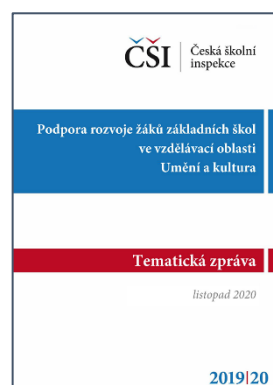 ČŠI
Česká školní
inspekce
Podpora rozvoje žáků základních škol
ve vzdělávací oblasti
Umění a kultura
Tematická zpráva
listopad 2020
2019|20